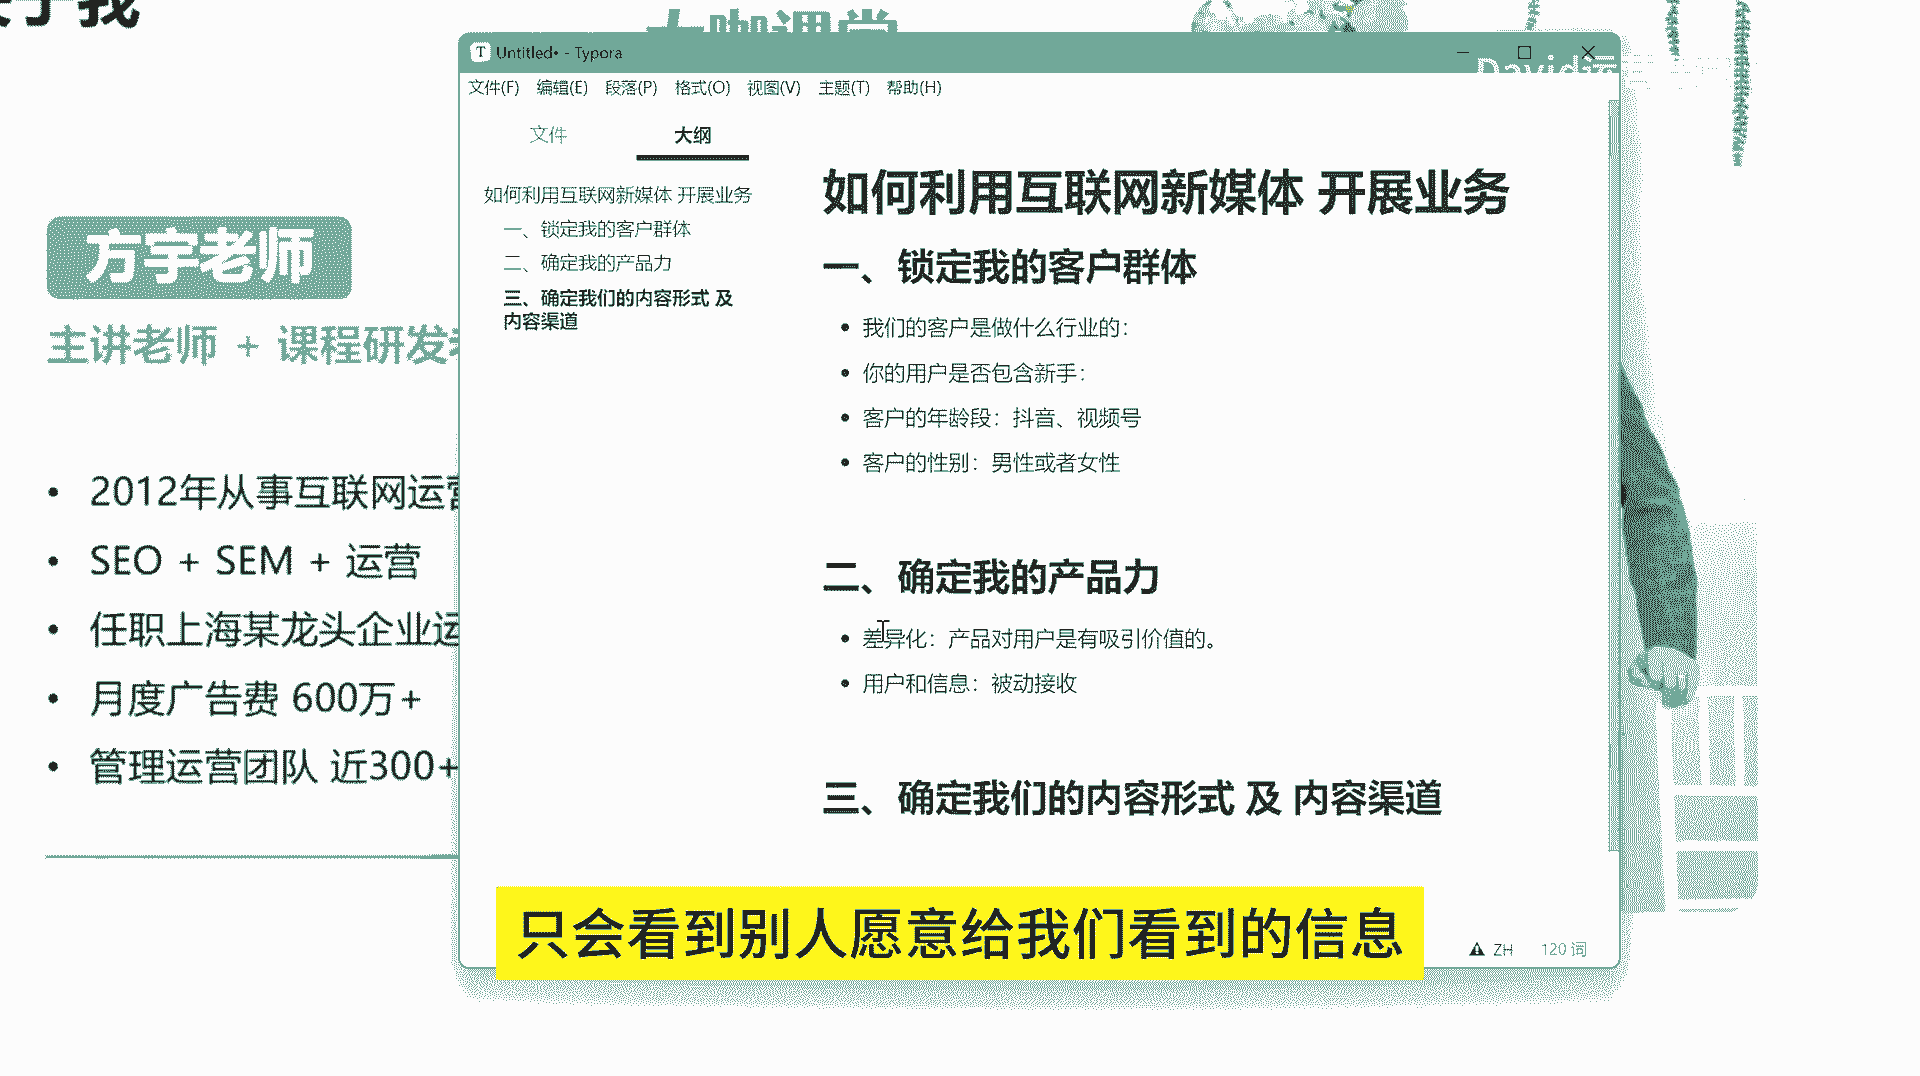 Untitled• - Typora
文件(F) 编辑(E) 段落(P) 格式(O) 视图(V) 主题(T) 帮助(H)
文件 大纲
如何利用互联网新媒体 开展业务
一、锁定我的客户群体
二、确定我的产品力
三、确定我们的内容形式 及
内容渠道
如何利用互联网新媒体 开展业务
一、锁定我的客户群体
我们的客户是做什么行业的:
你的用户是否包含新手:
客户的年龄段: 抖音、视频号
客户的性别: 男性或者女性
二、确定我的产品力
差异化: 产品对用户是有吸引价值的。
用户和信息: 被动接收
三、确定我们的内容形式 及 内容渠道
ZH 120 词
方宇老师
主讲老师 + 课程研发
• 2012年从事互联网运营
• SEO + SEM + 运营
• 任职上海某龙头企业运
• 月度广告费 600万+
• 管理运营团队 近300+
只会看到别人愿意给我们看到的信息